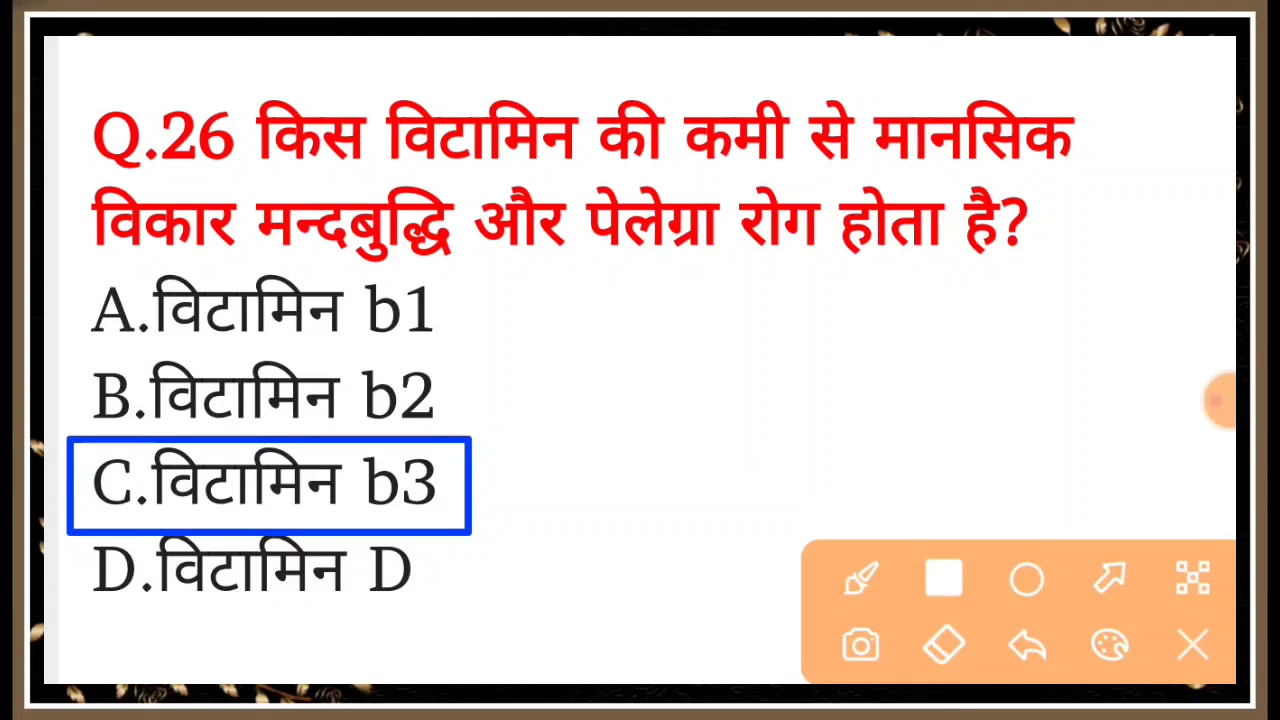 Q.26 किस विटामिन की कमी से मानसिक
विकार मन्दबुद्धि और पेलेग्रा रोग होता है?
A.विटामिन b1
B.विटामिन b2
C.विटामिन b3
D.विटामिन D